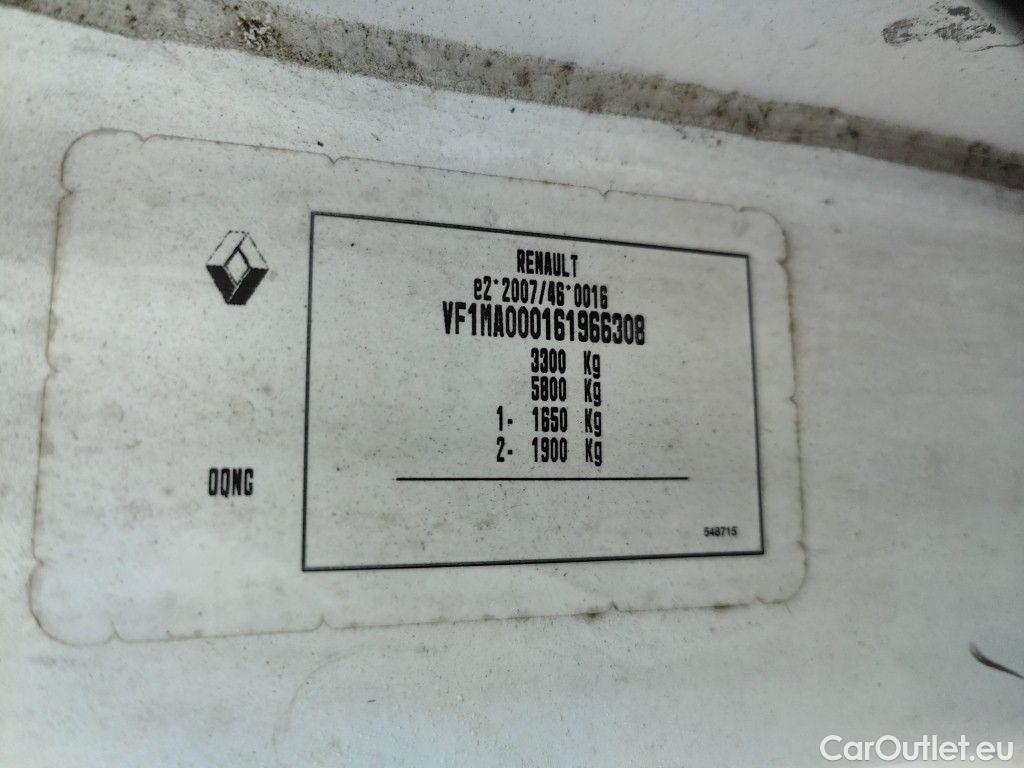 RENAULT
e2*2007/46*0016
VF1MA000161966308
3300 Kg
5800 Kg
1- 1650 Kg
2- 1900 Kg
OQNG
548715
CarOutlet.eu